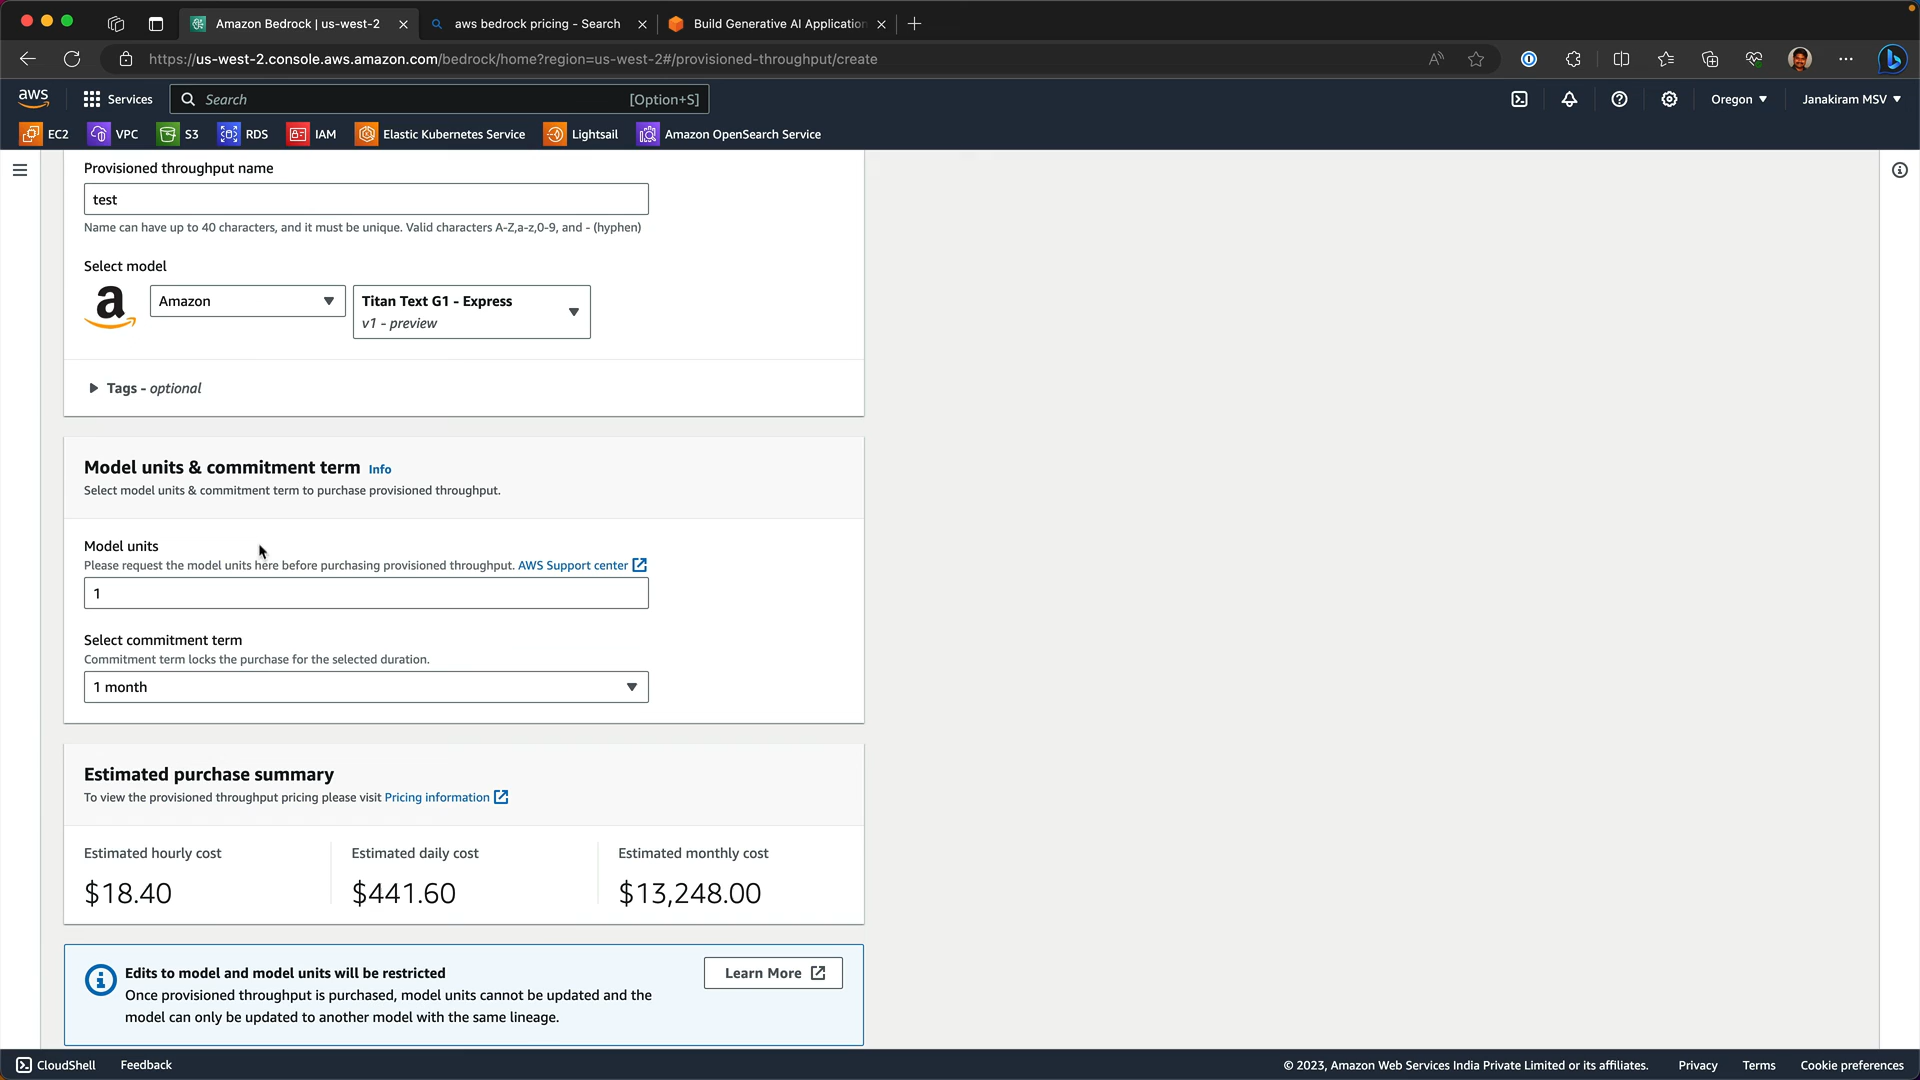 Amazon Bedrock | us-west-2
aws bedrock pricing - Search
Build Generative AI Application
https://us-west-2.console.aws.amazon.com/bedrock/home?region=us-west-2#/provisioned-throughput/create
aws
Services
Search
[Option+S]
Oregon
Janakiram MSV
EC2
VPC
S3
RDS
IAM
Elastic Kubernetes Service
Lightsail
Amazon OpenSearch Service
Provisioned throughput name
test
Name can have up to 40 characters, and it must be unique. Valid characters A-Z,a-z,0-9, and - (hyphen)
Select model
a
Amazon
Titan Text G1 - Express
v1 - preview
Tags - optional
Model units & commitment term Info
Select model units & commitment term to purchase provisioned throughput.
Model units
Please request the model units here before purchasing provisioned throughput. AWS Support center
1
Select commitment term
Commitment term locks the purchase for the selected duration.
1 month
Estimated purchase summary
To view the provisioned throughput pricing please visit Pricing information
Estimated hourly cost
$18.40
Estimated daily cost
$441.60
Estimated monthly cost
$13,248.00
Edits to model and model units will be restricted
Once provisioned throughput is purchased, model units cannot be updated and the
model can only be updated to another model with the same lineage.
Learn More
CloudShell
Feedback
© 2023, Amazon Web Services India Private Limited or its affiliates.
Privacy
Terms
Cookie preferences